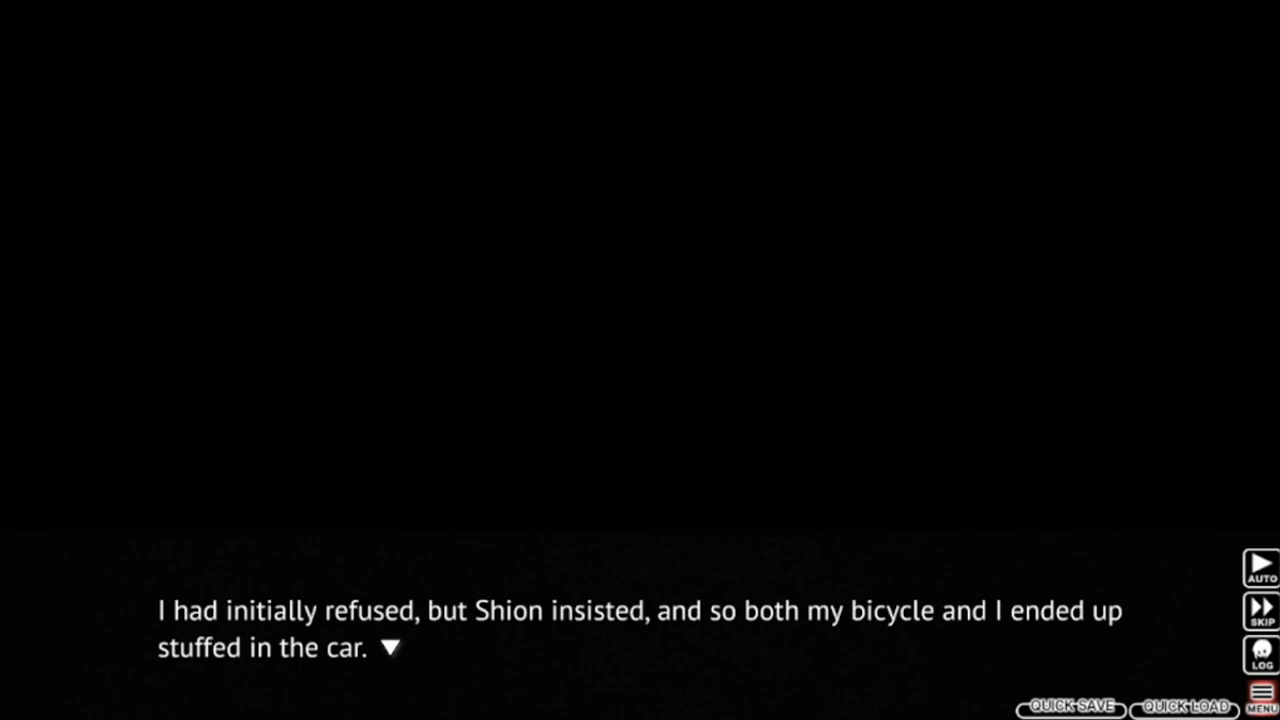 I had initially refused, but Shion insisted, and so both my bicycle and I ended up
stuffed in the car.
AUTO
SKIP
LOG
MENU
QUICK SAVE QUICK LOAD